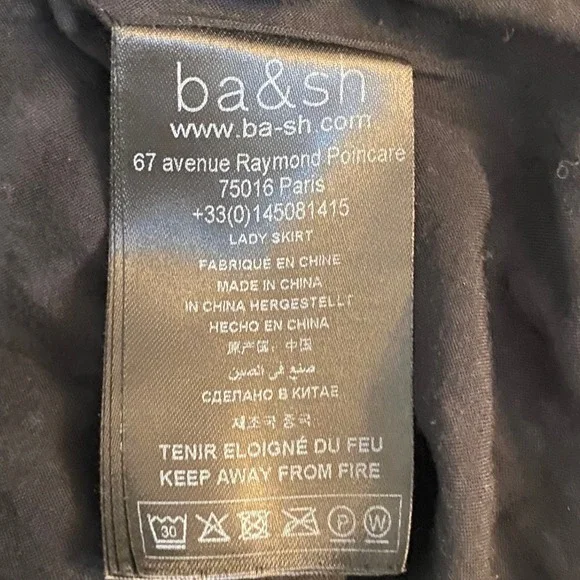 ba&sh
www.ba-sh.com
67 avenue Raymond Poincare
75016 Paris
+33(0)145081415
LADY SKIRT
FABRIQUÉ EN CHINE
MADE IN CHINA
IN CHINA HERGESTELLT
HECHO EN CHINA
原产国：中国
صنع في الصين
СДЕЛАНО В КИТАЕ
제조국 중국
TENIR ELOIGNÉ DU FEU
KEEP AWAY FROM FIRE
30 P W